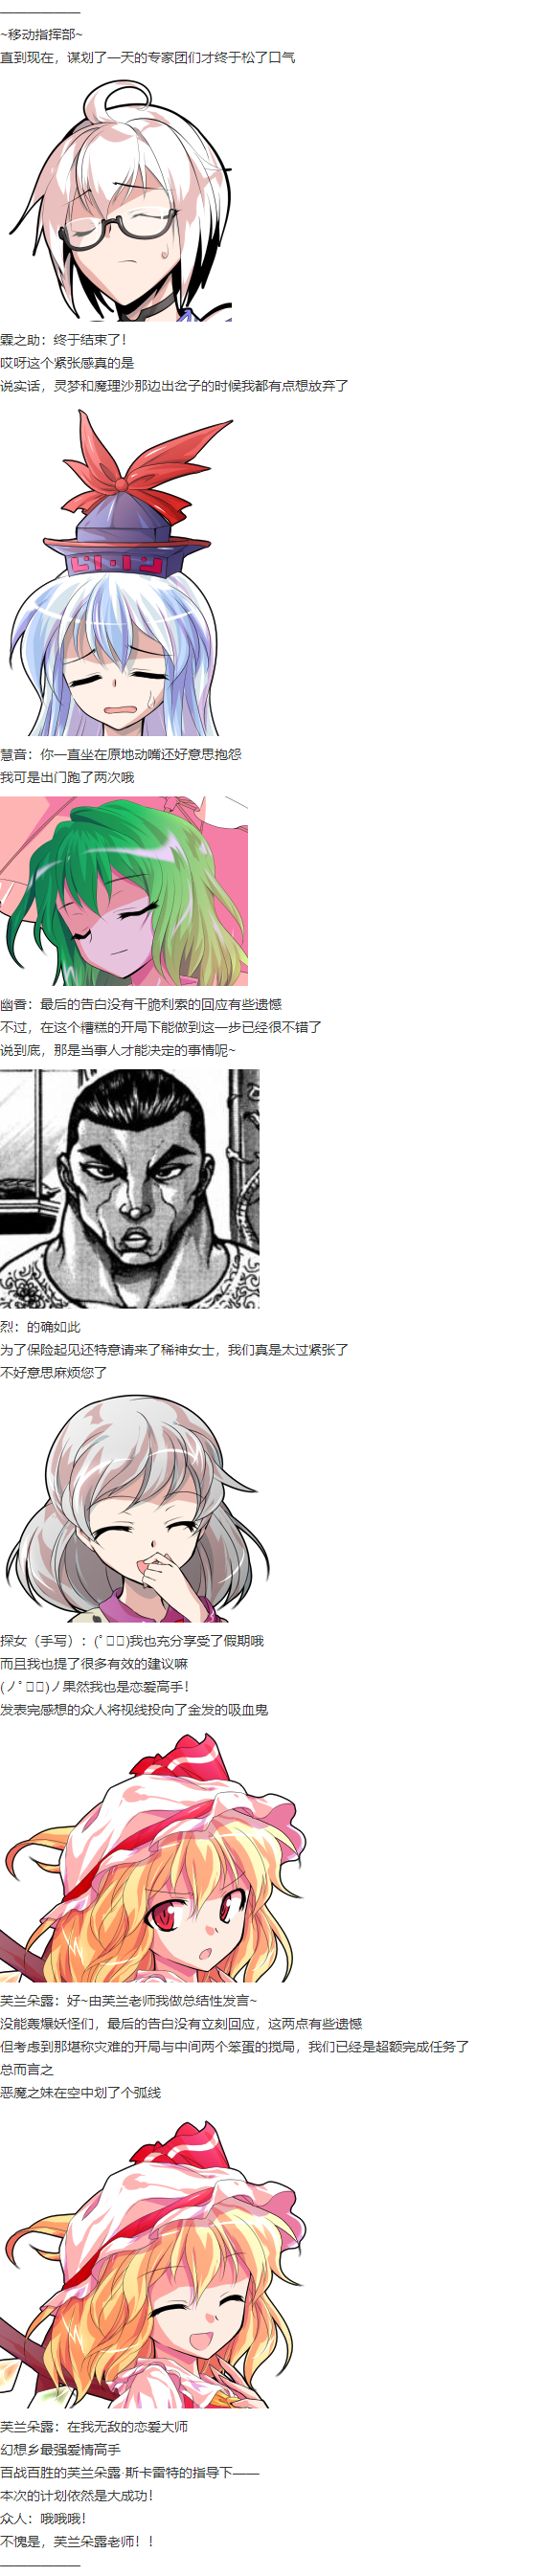 ~移动指挥部~
直到现在，谋划了一天的专家团们才终于松了口气
霖之助：终于结束了！
哎呀这个紧张感真的是
说实话，灵梦和魔理沙那边出岔子的时候我都有点想放弃了
慧音：你一直坐在原地动嘴还好意思抱怨
我可是出门跑了两次哦
幽香：最后的告白没有干脆利索的回应有些遗憾
不过，在这个糟糕的开局下能做到这一步已经很不错了
说到底，那是当事人才能决定的事情呢~
烈：的确如此
为了保险起见还特意请来了稀神女士，我们真是太过紧张了
不好意思麻烦您了
探女（手写）：(ﾟ▯▯)我也充分享受了假期哦
而且我也提了很多有效的建议嘛
(ノﾟ▯▯)ノ果然我也是恋爱高手！
发表完感想的众人将视线投向了金发的吸血鬼
芙兰朵露：好~由芙兰老师我做总结性发言~
没能轰爆妖怪们，最后的告白没有立刻回应，这两点有些遗憾
但考虑到那堪称灾难的开局与中间两个笨蛋的搅局，我们已经是超额完成任务了
总而言之
恶魔之妹在空中划了个弧线
芙兰朵露：在我无敌的恋爱大师
幻想乡最强爱情高手
百战百胜的芙兰朵露·斯卡雷特的指导下——
本次的计划依然是大成功！
众人：哦哦哦！
不愧是，芙兰朵露老师！！